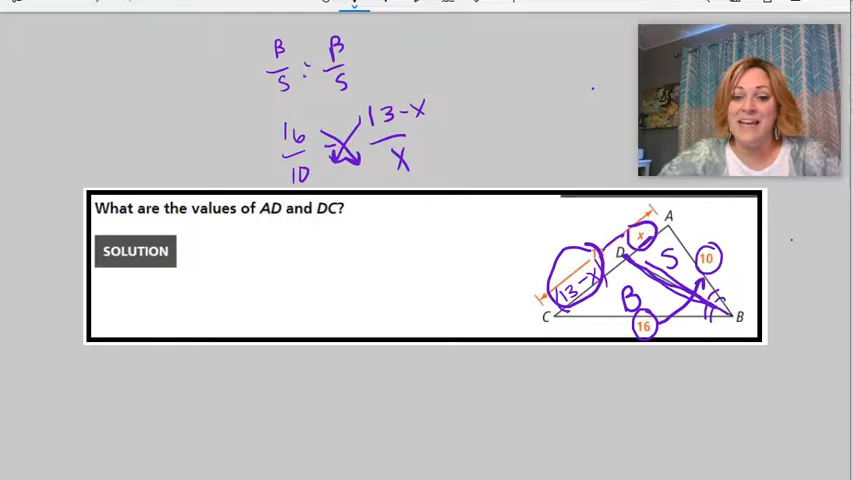 B B
S : S
16 = 13-x
10 x
What are the values of AD and DC?
SOLUTION
A
x
D
S
10
13-x
B
C
16
B